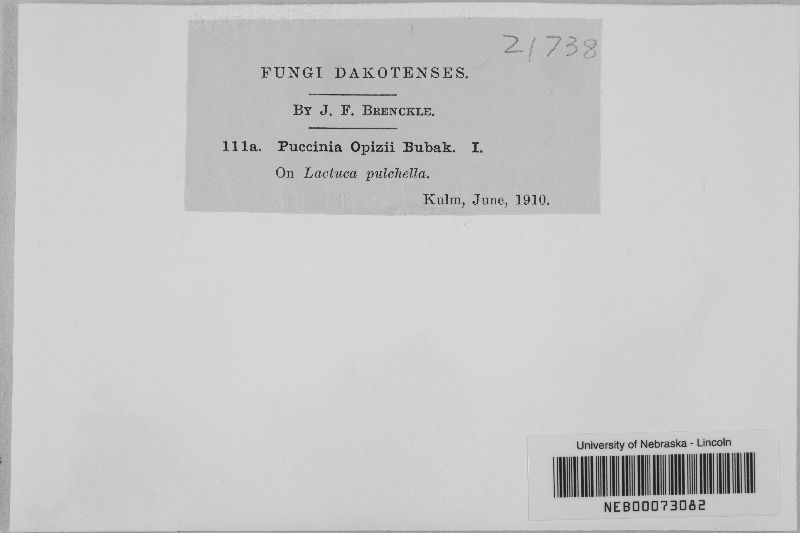 21738
FUNGI DAKOTENSES.
BY J. F. BRENCKLE.
111a. Puccinia Opizii Bubak. I.
On Lactuca pulchella.
Kulm, June, 1910.
University of Nebraska - Lincoln
NEB00073082